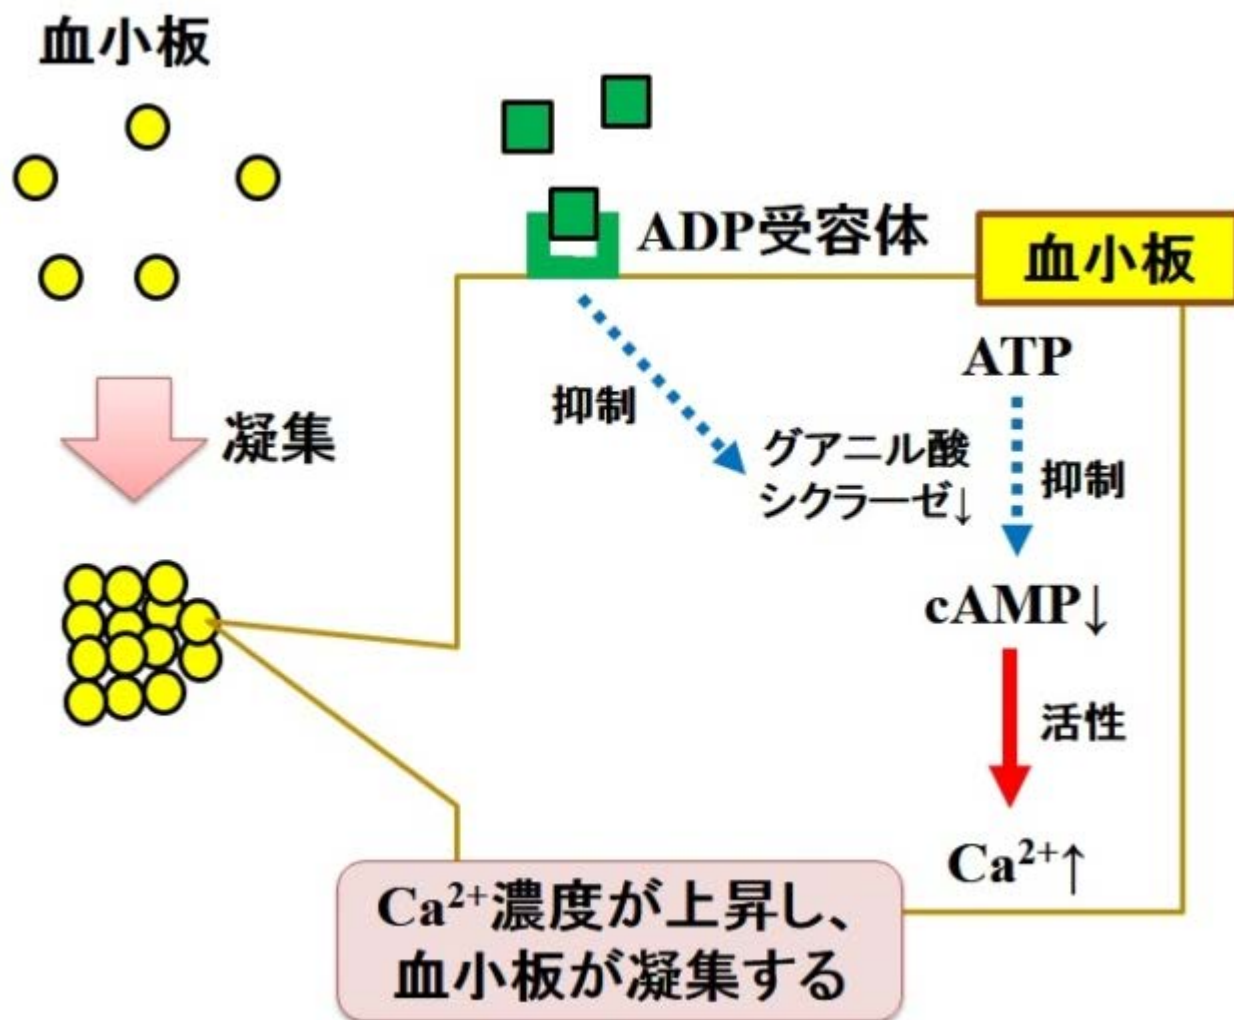 血小板
凝集
ADP受容体
血小板
抑制
ATP
グアニル酸
シクラーゼ↓
抑制
cAMP↓
活性
Ca²⁺↑
Ca²⁺濃度が上昇し、
血小板が凝集する